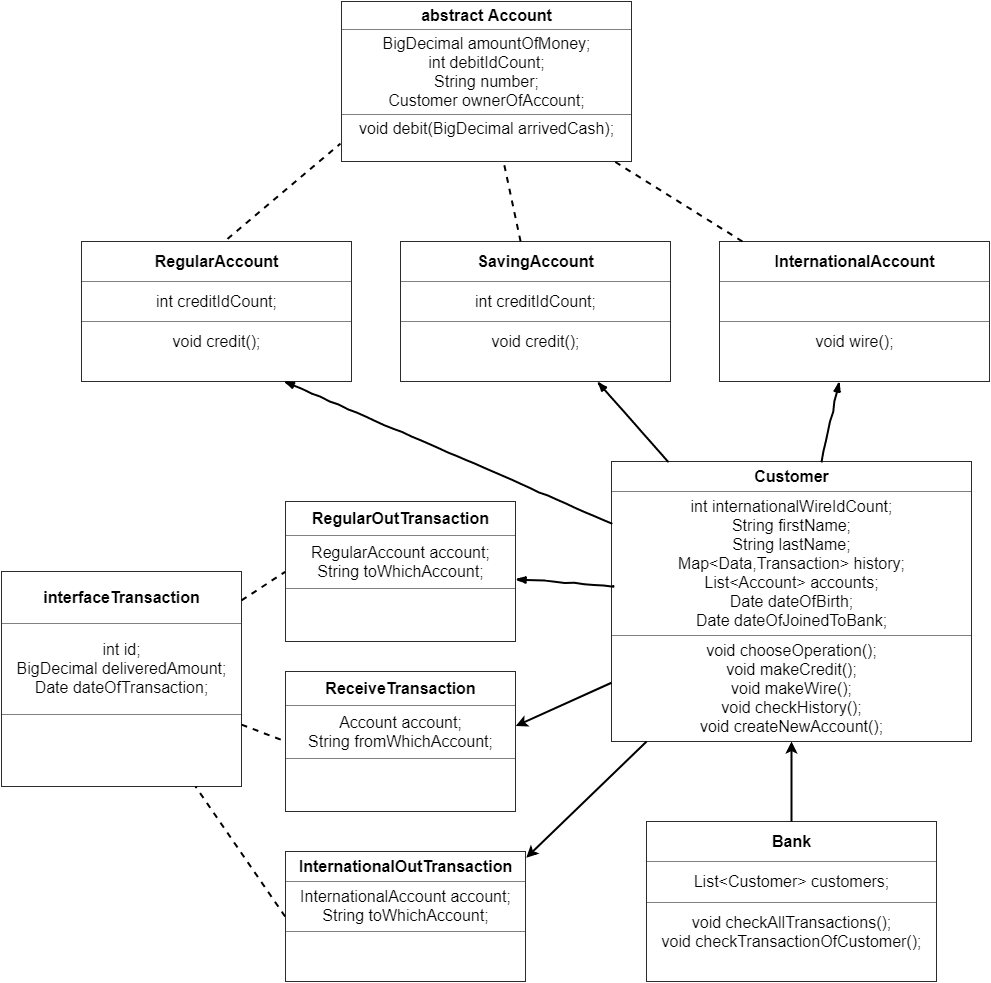 abstract Account
BigDecimal amountOfMoney;
int debitIdCount;
String number;
Customer ownerOfAccount;
void debit(BigDecimal arrivedCash);
RegularAccount
int creditIdCount;
void credit();
SavingAccount
int creditIdCount;
void credit();
InternationalAccount
void wire();
Customer
int internationalWireIdCount;
String firstName;
String lastName;
Map<Data,Transaction> history;
List<Account> accounts;
Date dateOfBirth;
Date dateOfJoinedToBank;
void chooseOperation();
void makeCredit();
void makeWire();
void checkHistory();
void createNewAccount();
RegularOutTransaction
RegularAccount account;
String toWhichAccount;
interfaceTransaction
int id;
BigDecimal deliveredAmount;
Date dateOfTransaction;
ReceiveTransaction
Account account;
String fromWhichAccount;
InternationalOutTransaction
InternationalAccount account;
String toWhichAccount;
Bank
List<Customer> customers;
void checkAllTransactions();
void checkTransactionOfCustomer();